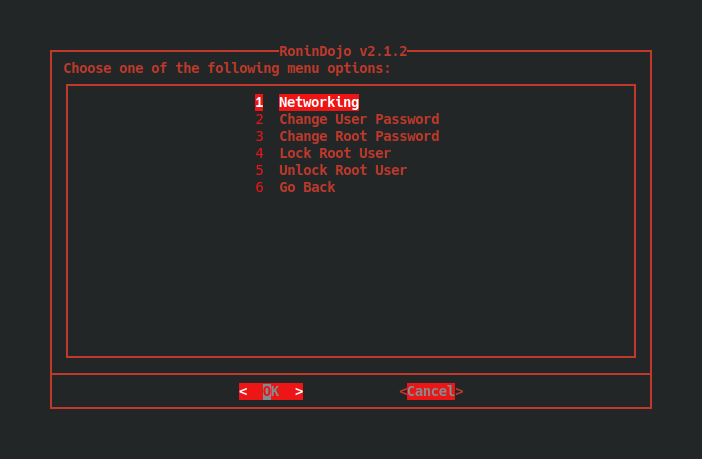 RoninDojo v2.1.2
Choose one of the following menu options:
1 Networking
2 Change User Password
3 Change Root Password
4 Lock Root User
5 Unlock Root User
6 Go Back
< OK > <Cancel>